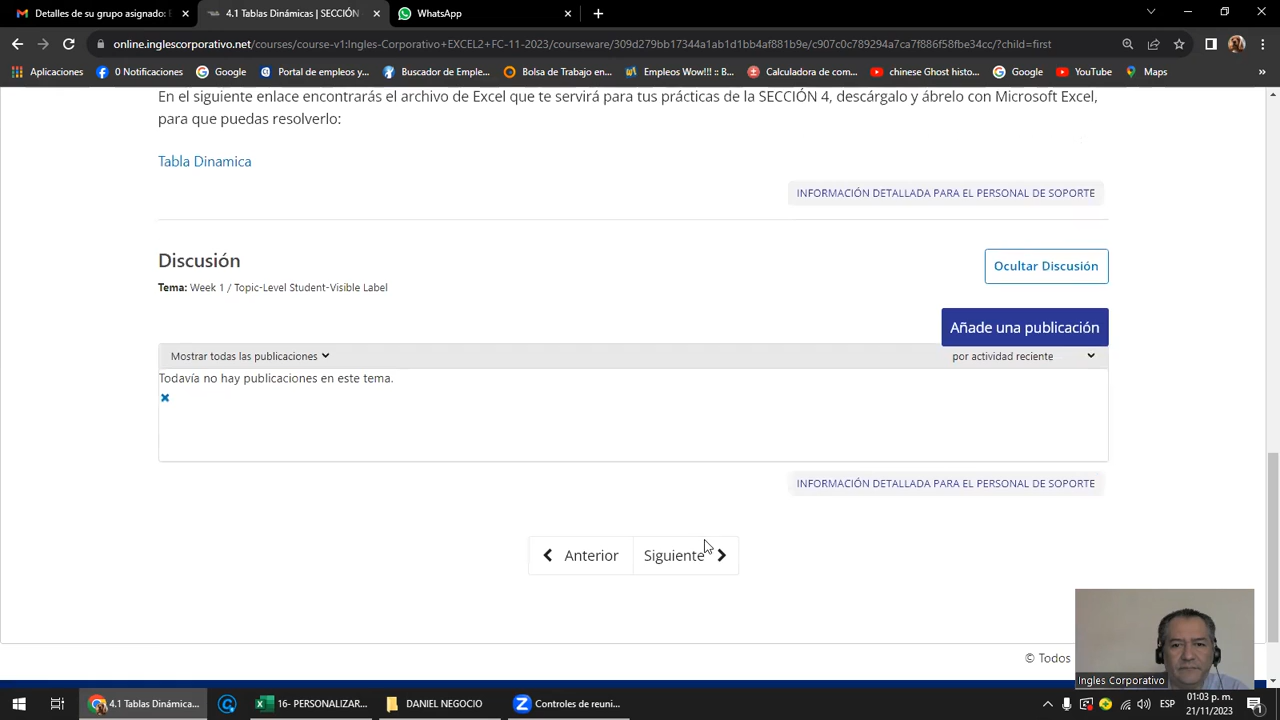 Detalles de su grupo asignado: E
4.1 Tablas Dinámicas | SECCIÓN
WhatsApp
online.inglescorporativo.net/courses/course-v1:Ingles-Corporativo+EXCEL2+FC-11-2023/courseware/309d279bb17344a1ab1d1bb4af881b9e/c907c0c789294a7ca7f886f58fbe34cc/?child=first
Aplicaciones
0 Notificaciones
Google
Portal de empleos y...
Buscador de Emple...
Bolsa de Trabajo en...
Empleos Wow!!! :: B...
Calculadora de com...
chinese Ghost histo...
Google
YouTube
Maps
»
En el siguiente enlace encontrarás el archivo de Excel que te servirá para tus prácticas de la SECCIÓN 4, descárgalo y ábrelo con Microsoft Excel,
para que puedas resolverlo:
Tabla Dinamica
INFORMACIÓN DETALLADA PARA EL PERSONAL DE SOPORTE
Discusión
Ocultar Discusión
Tema: Week 1 / Topic-Level Student-Visible Label
Añade una publicación
Mostrar todas las publicaciones
por actividad reciente
Todavía no hay publicaciones en este tema.
INFORMACIÓN DETALLADA PARA EL PERSONAL DE SOPORTE
Anterior
Siguiente
© Todos
Ingles Corporativo
4.1 Tablas Dinámica...
16- PERSONALIZAR...
DANIEL NEGOCIO
Controles de reuni...
ESP
01:03 p. m.
21/11/2023